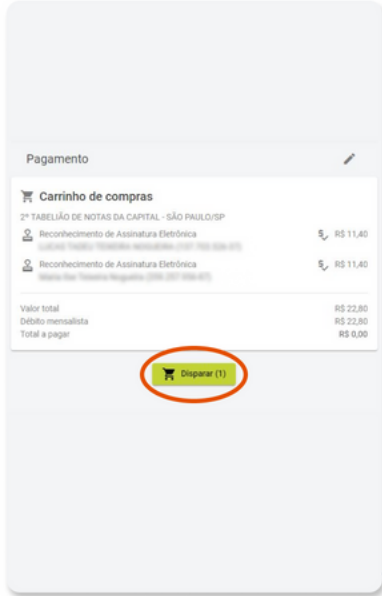 Pagamento
Carrinho de compras
2º TABELIÃO DE NOTAS DA CAPITAL - SÃO PAULO/SP
Reconhecimento de Assinatura Eletrônica R$ 11,40
Reconhecimento de Assinatura Eletrônica R$ 11,40
Valor total R$ 22,80
Débito mensalista R$ 22,80
Total a pagar R$ 0,00
Disparar (1)